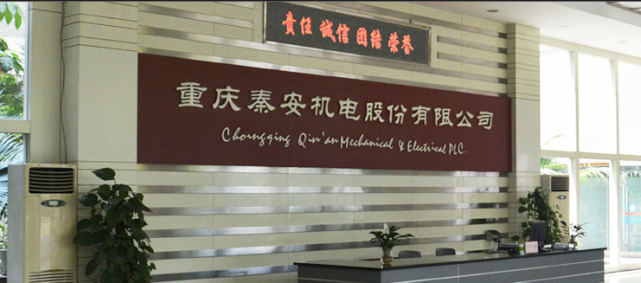 责任 诚信 团结 荣誉
重庆秦安机电股份有限公司
Chongqing Qin'an Mechanical & Electrical PLC.